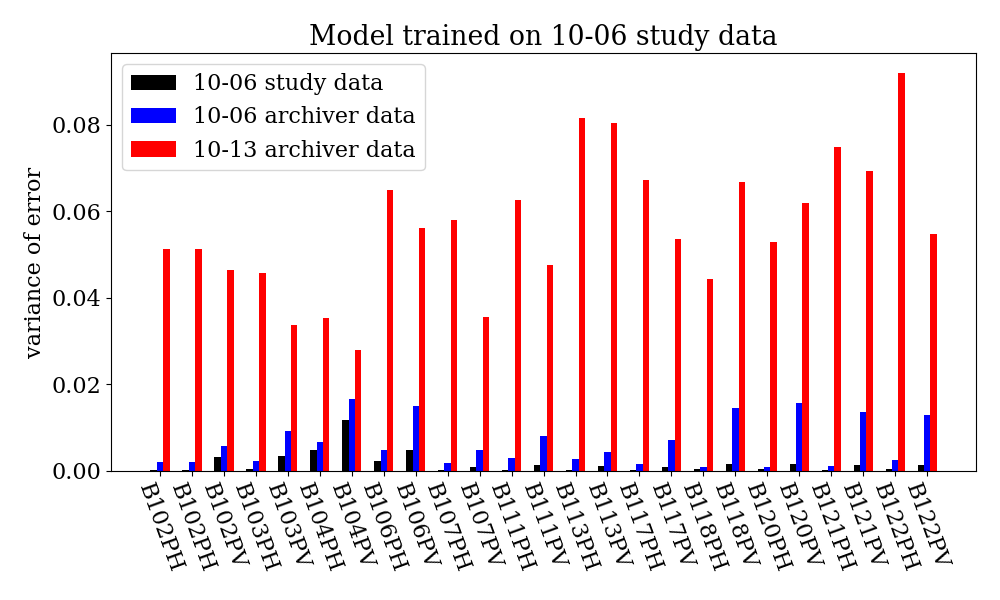 Model trained on 10-06 study data
10-06 study data
10-06 archiver data
10-13 archiver data
variance of error
0.08
0.06
0.04
0.02
0.00
B102PH
B102PH
B102PV
B103PH
B103PV
B104PH
B104PV
B106PH
B106PV
B107PH
B107PV
B111PH
B111PV
B113PH
B113PV
B117PH
B117PV
B118PH
B118PV
B120PH
B120PV
B121PH
B121PV
B122PH
B122PV